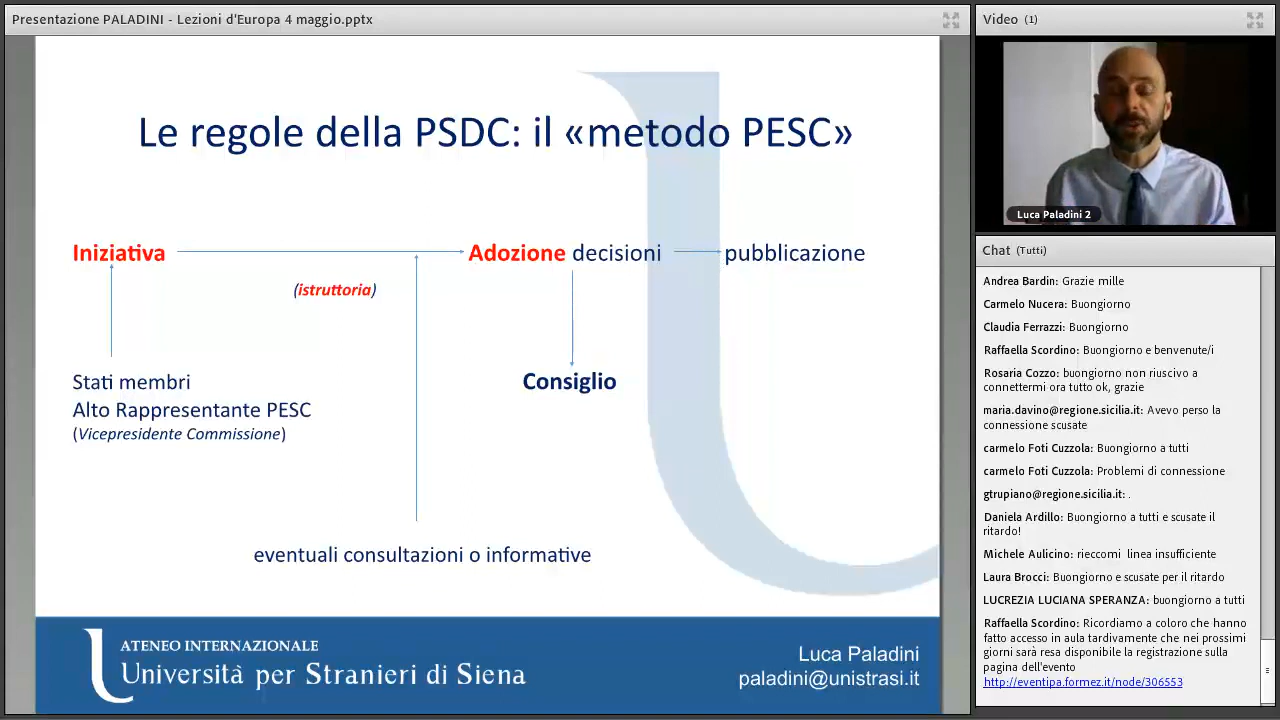 Presentazione PALADINI - Lezioni d'Europa 4 maggio.pptx
Le regole della PSDC: il «metodo PESC»
Iniziativa
Adozione decisioni
pubblicazione
(istruttoria)
Stati membri
Alto Rappresentante PESC
(Vicepresidente Commissione)
Consiglio
eventuali consultazioni o informative
ATENEO INTERNAZIONALE
Università per Stranieri di Siena
Luca Paladini
paladini@unistrasi.it
Video (1)
Luca Paladini 2
Chat (Tutti)
Andrea Bardin: Grazie mille
Carmelo Nucera: Buongiorno
Claudia Ferrazzi: Buongiorno
Raffaella Scordino: Buongiorno e benvenute/i
Rosaria Cozzo: buongiorno non riuscivo a
connettermi ora tutto ok, grazie
maria.davino@regione.sicilia.it: Avevo perso la
connessione scusate
carmelo Foti Cuzzola: Buongiorno a tutti
carmelo Foti Cuzzola: Problemi di connessione
gtrupiano@regione.sicilia.it: .
Daniela Ardillo: Buongiorno a tutti e scusate il
ritardo!
Michele Aulicino: rieccomi linea insufficiente
Laura Brocci: Buongiorno e scusate per il ritardo
LUCREZIA LUCIANA SPERANZA: buongiorno a tutti
Raffaella Scordino: Ricordiamo a coloro che hanno
fatto accesso in aula tardivamente che nei prossimi
giorni sarà resa disponibile la registrazione sulla
pagina dell'evento
http://eventipa.formez.it/node/306553